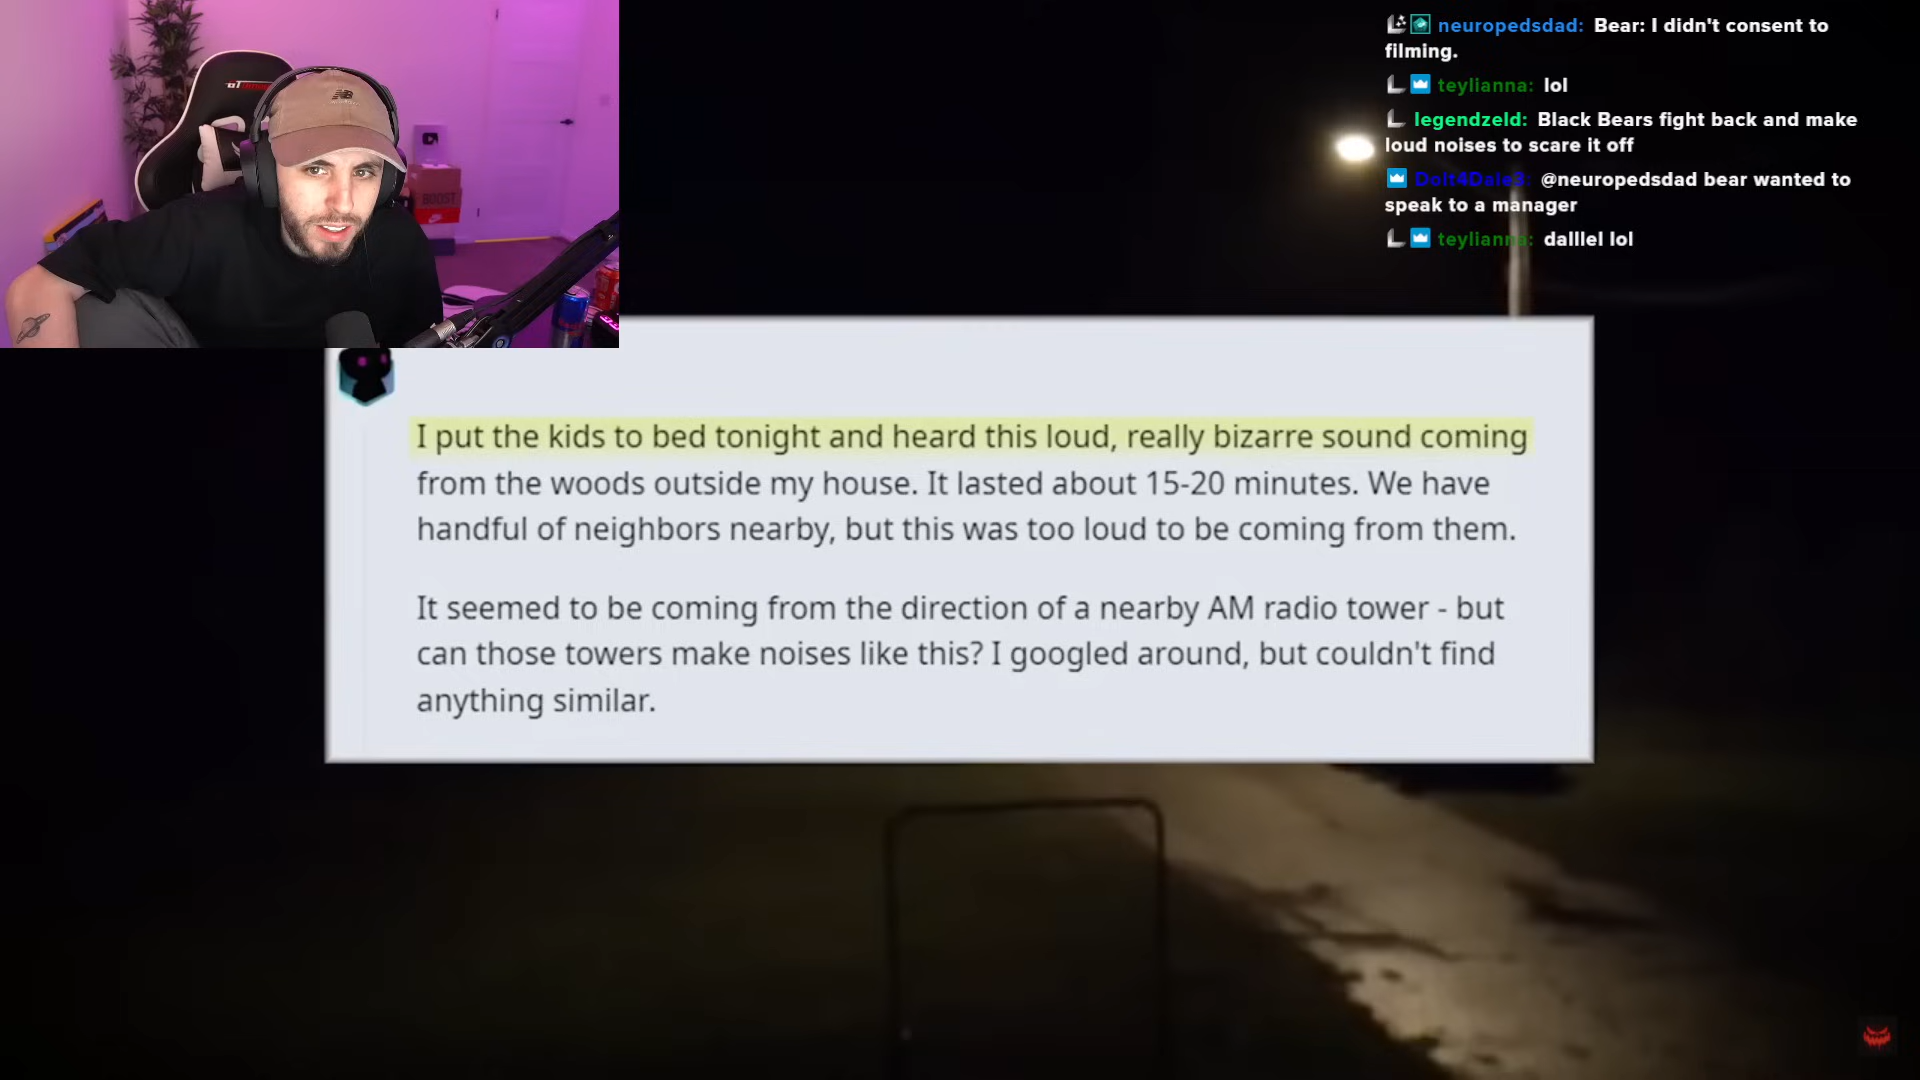 neuropedsdad: Bear: I didn't consent to
filming.
teylianna: lol
legendzeld: Black Bears fight back and make
loud noises to scare it off
DoIt4Dale3: @neuropedsdad bear wanted to
speak to a manager
teylianna: dalllel lol
BOOST
I put the kids to bed tonight and heard this loud, really bizarre sound coming
from the woods outside my house. It lasted about 15-20 minutes. We have
handful of neighbors nearby, but this was too loud to be coming from them.
It seemed to be coming from the direction of a nearby AM radio tower - but
can those towers make noises like this? I googled around, but couldn't find
anything similar.